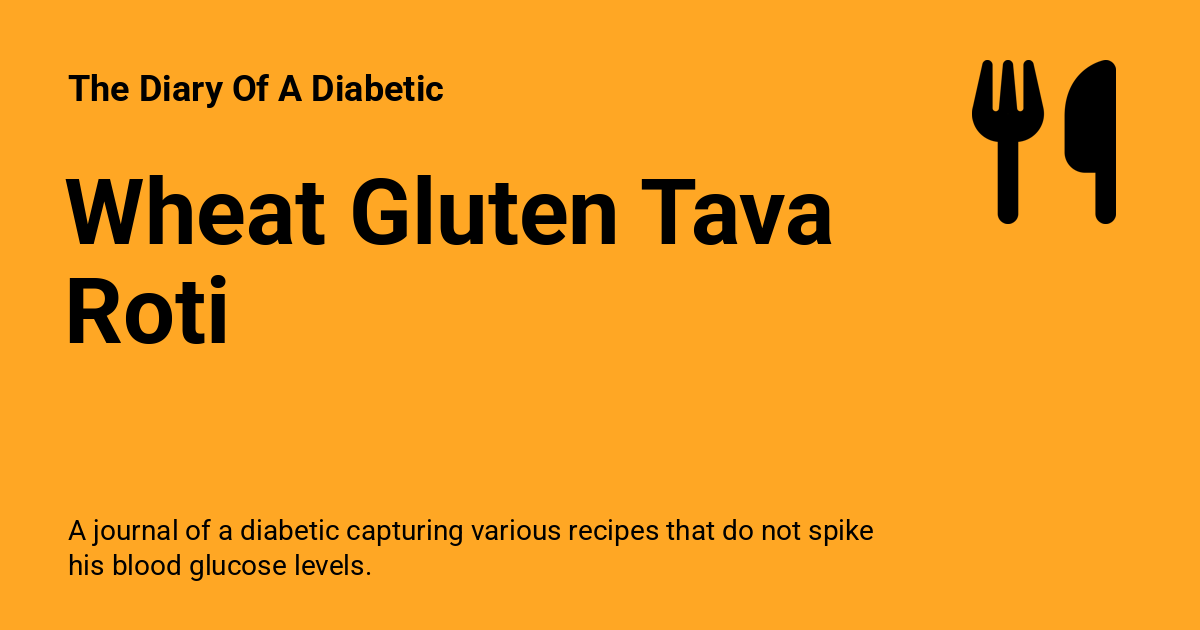 The Diary Of A Diabetic
Wheat Gluten Tava
Roti
A journal of a diabetic capturing various recipes that do not spike
his blood glucose levels.